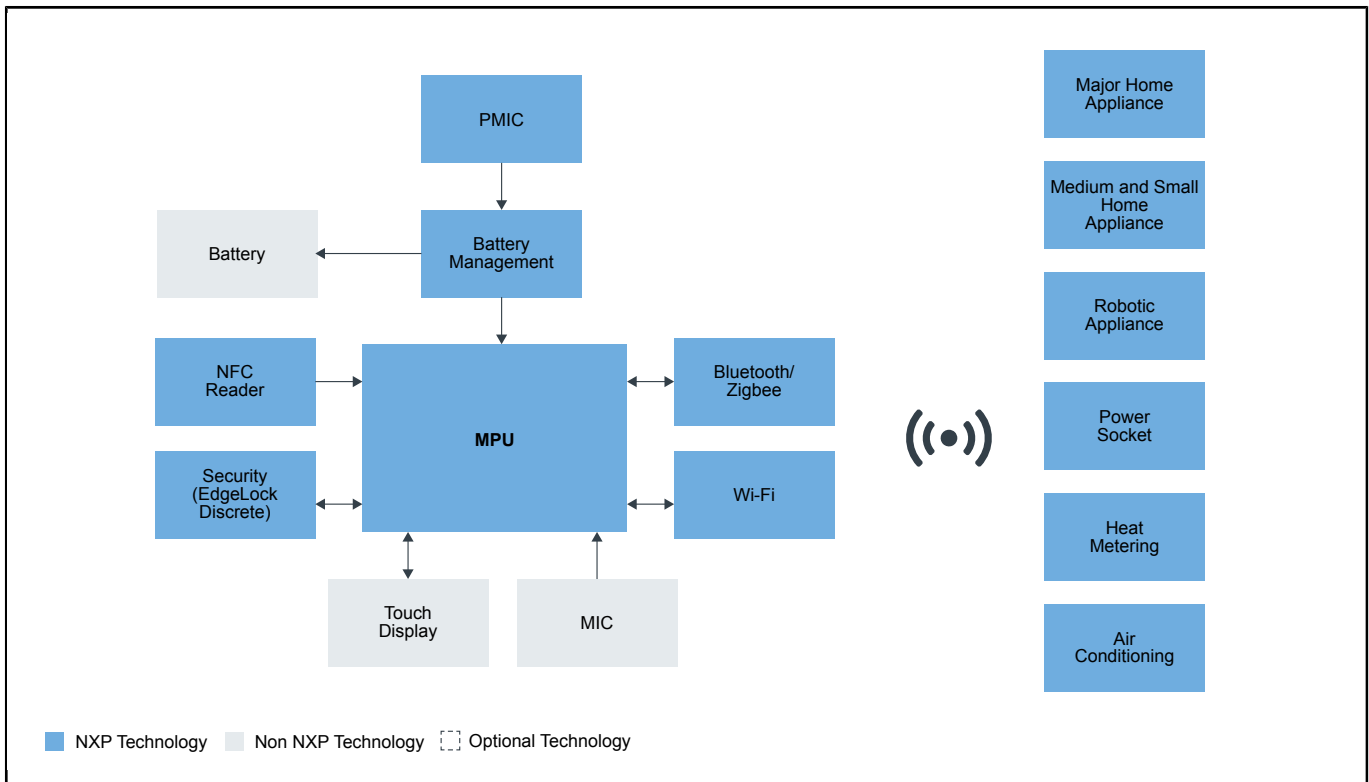 PMIC
Battery
Management
Battery
NFC
Reader
Security
(EdgeLock
Discrete)
MPU
Bluetooth/
Zigbee
Wi-Fi
Touch
Display
MIC
Major Home
Appliance
Medium and Small
Home
Appliance
Robotic
Appliance
Power
Socket
Heat
Metering
Air
Conditioning
NXP Technology
Non NXP Technology
Optional Technology